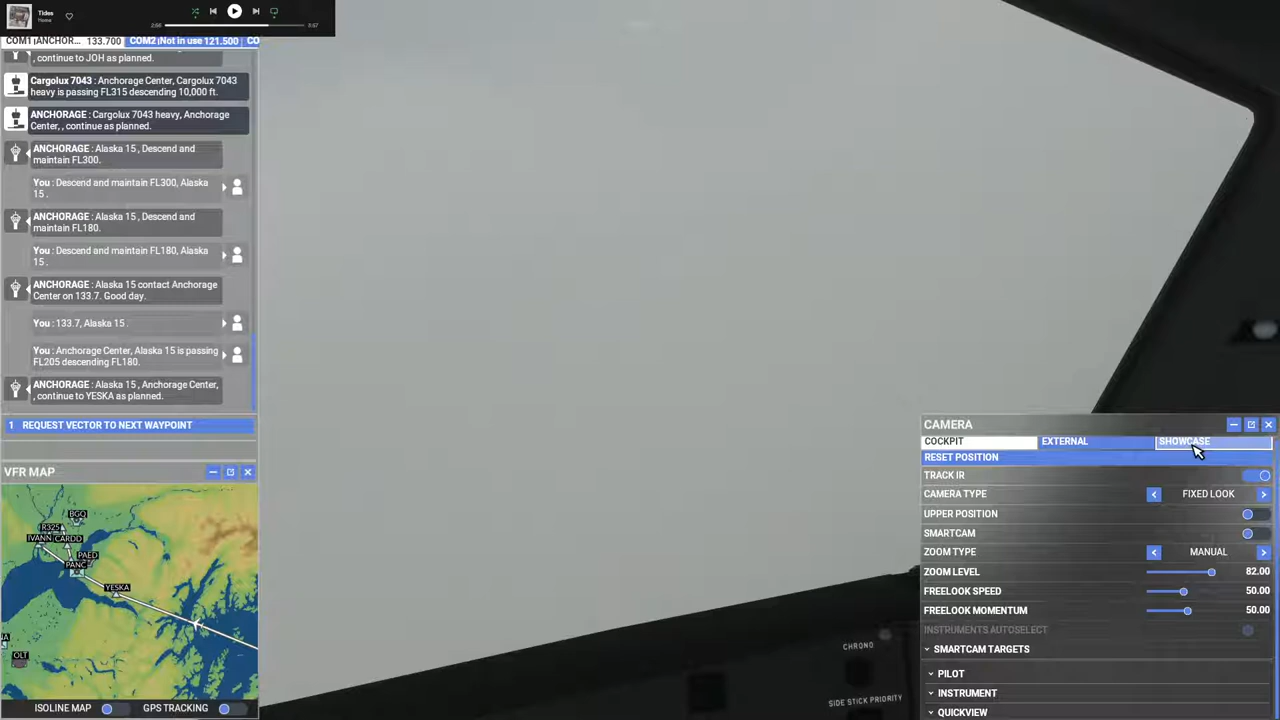 Tides
Home
2:66
3:57
COM1 |ANCHOR... 133.700
COM2 |Not in use 121.500
CO
, continue to JOH as planned.
Cargolux 7043 : Anchorage Center, Cargolux 7043
heavy is passing FL315 descending 10,000 ft.
ANCHORAGE : Cargolux 7043 heavy, Anchorage
Center, , continue as planned.
ANCHORAGE : Alaska 15 , Descend and
maintain FL300.
You : Descend and maintain FL300, Alaska
15 .
ANCHORAGE : Alaska 15 , Descend and
maintain FL180.
You : Descend and maintain FL180, Alaska
15 .
ANCHORAGE : Alaska 15 contact Anchorage
Center on 133.7. Good day.
You : 133.7, Alaska 15 .
You : Anchorage Center, Alaska 15 is passing
FL205 descending FL180.
ANCHORAGE : Alaska 15 , Anchorage Center,
, continue to YESKA as planned.
1 REQUEST VECTOR TO NEXT WAYPOINT
VFR MAP
BGQ
R325
IVANN
CARDD
PAED
PANC
YESKA
OLT
ISOLINE MAP
GPS TRACKING
CAMERA
COCKPIT
EXTERNAL
SHOWCASE
RESET POSITION
TRACK IR
CAMERA TYPE
FIXED LOOK
UPPER POSITION
SMARTCAM
ZOOM TYPE
MANUAL
ZOOM LEVEL
82.00
FREELOOK SPEED
50.00
FREELOOK MOMENTUM
50.00
INSTRUMENTS AUTOSELECT
SMARTCAM TARGETS
PILOT
INSTRUMENT
QUICKVIEW
CHRONO
SIDE STICK PRIORITY